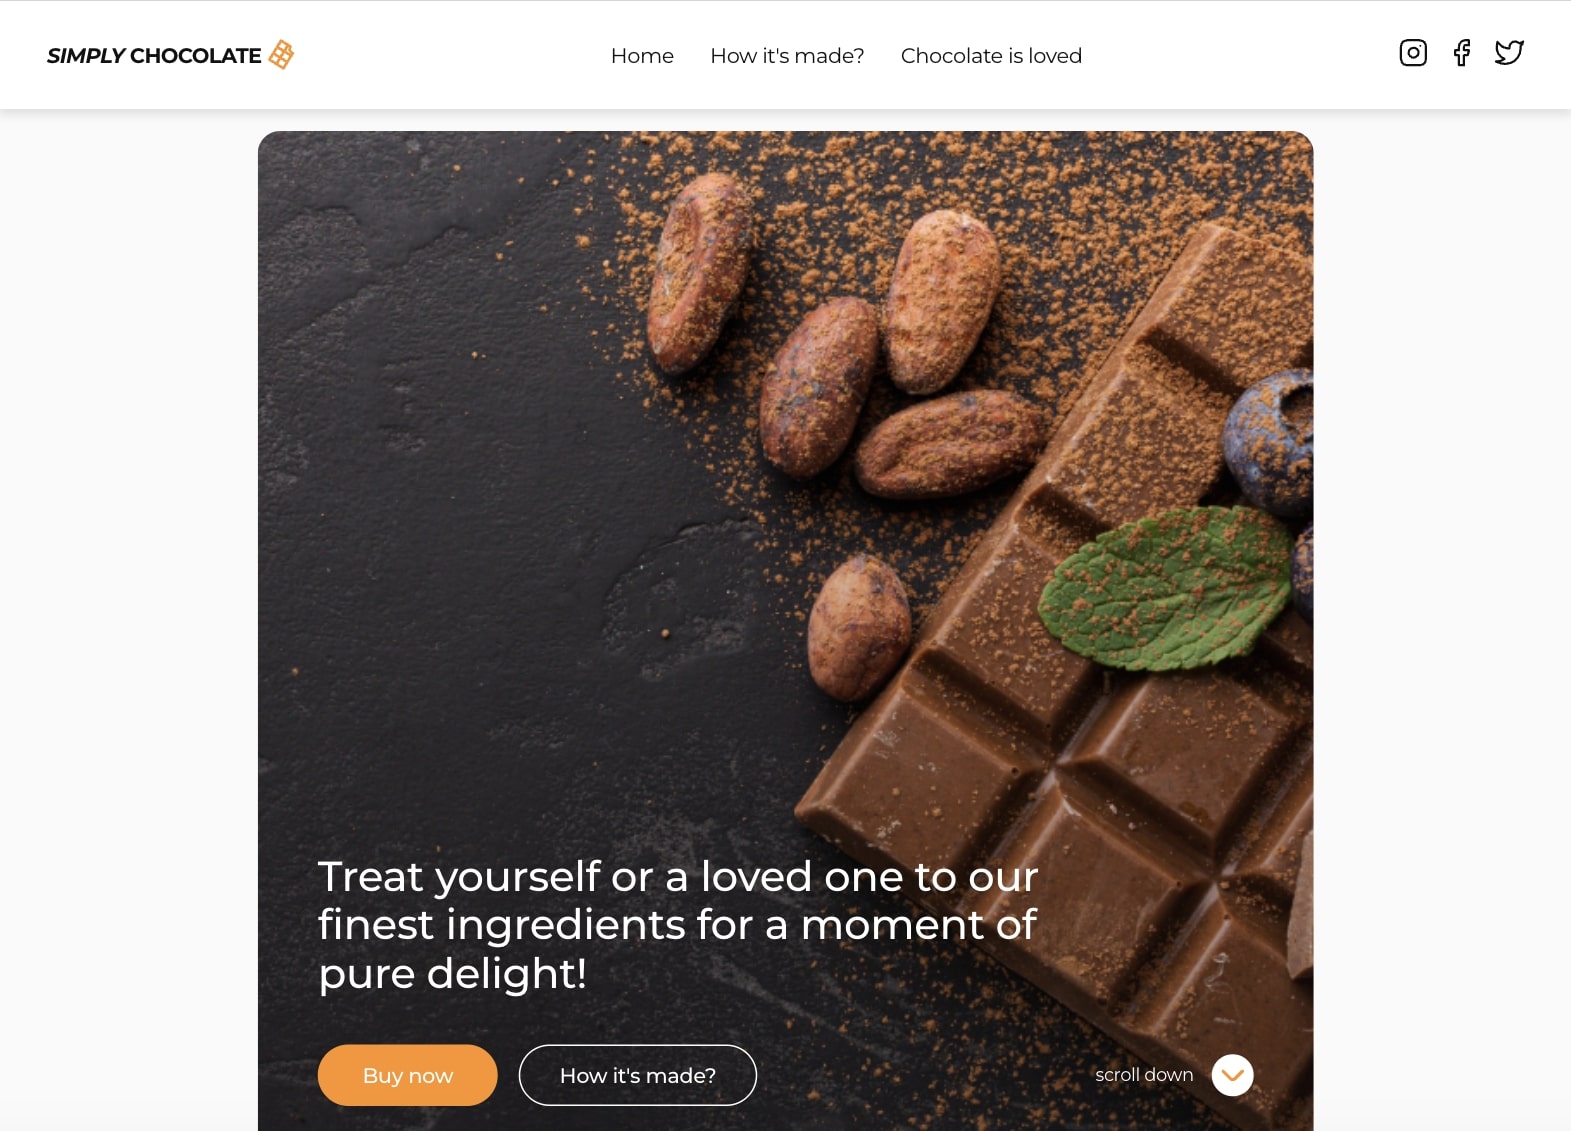 SIMPLY CHOCOLATE
Home
How it's made?
Chocolate is loved
Treat yourself or a loved one to our
finest ingredients for a moment of
pure delight!
Buy now
How it's made?
scroll down